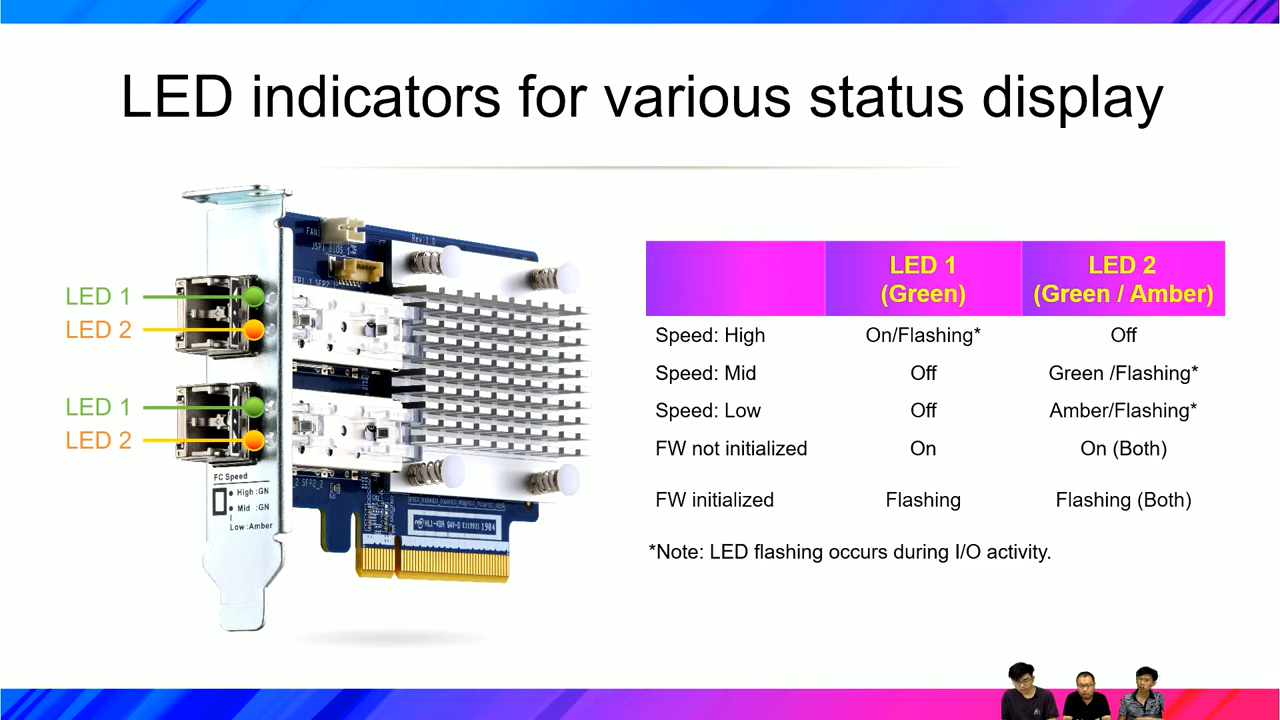 LED indicators for various status display
LED 1
LED 2
LED 1
LED 2
FAN1
Rev:1.0
FC Speed
High :GN
Mid :GN
Low :Amber
SFP2_2
1904
LED 1 (Green)
LED 2 (Green / Amber)
Speed: High On/Flashing* Off
Speed: Mid Off Green /Flashing*
Speed: Low Off Amber/Flashing*
FW not initialized On On (Both)
FW initialized Flashing Flashing (Both)
*Note: LED flashing occurs during I/O activity.